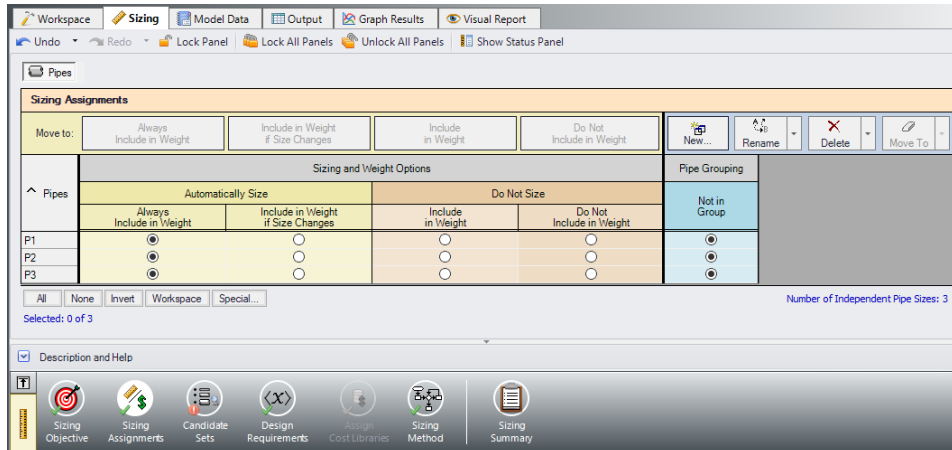 Workspace Sizing Model Data Output Graph Results Visual Report
Undo Redo Lock Panel Lock All Panels Unlock All Panels Show Status Panel
Pipes
Sizing Assignments
Move to:
Always
Include in Weight
Include in Weight
if Size Changes
Include
in Weight
Do Not
Include in Weight
New...
Rename
Delete
Move To
Pipes
Sizing and Weight Options
Pipe Grouping
Automatically Size
Do Not Size
Not in
Group
Always
Include in Weight
Include in Weight
if Size Changes
Include
in Weight
Do Not
Include in Weight
P1
P2
P3
All None Invert Workspace Special...
Number of Independent Pipe Sizes: 3
Selected: 0 of 3
Description and Help
Sizing
Objective
Sizing
Assignments
Candidate
Sets
Design
Requirements
Assign
Cost Libraries
Sizing
Method
Sizing
Summary